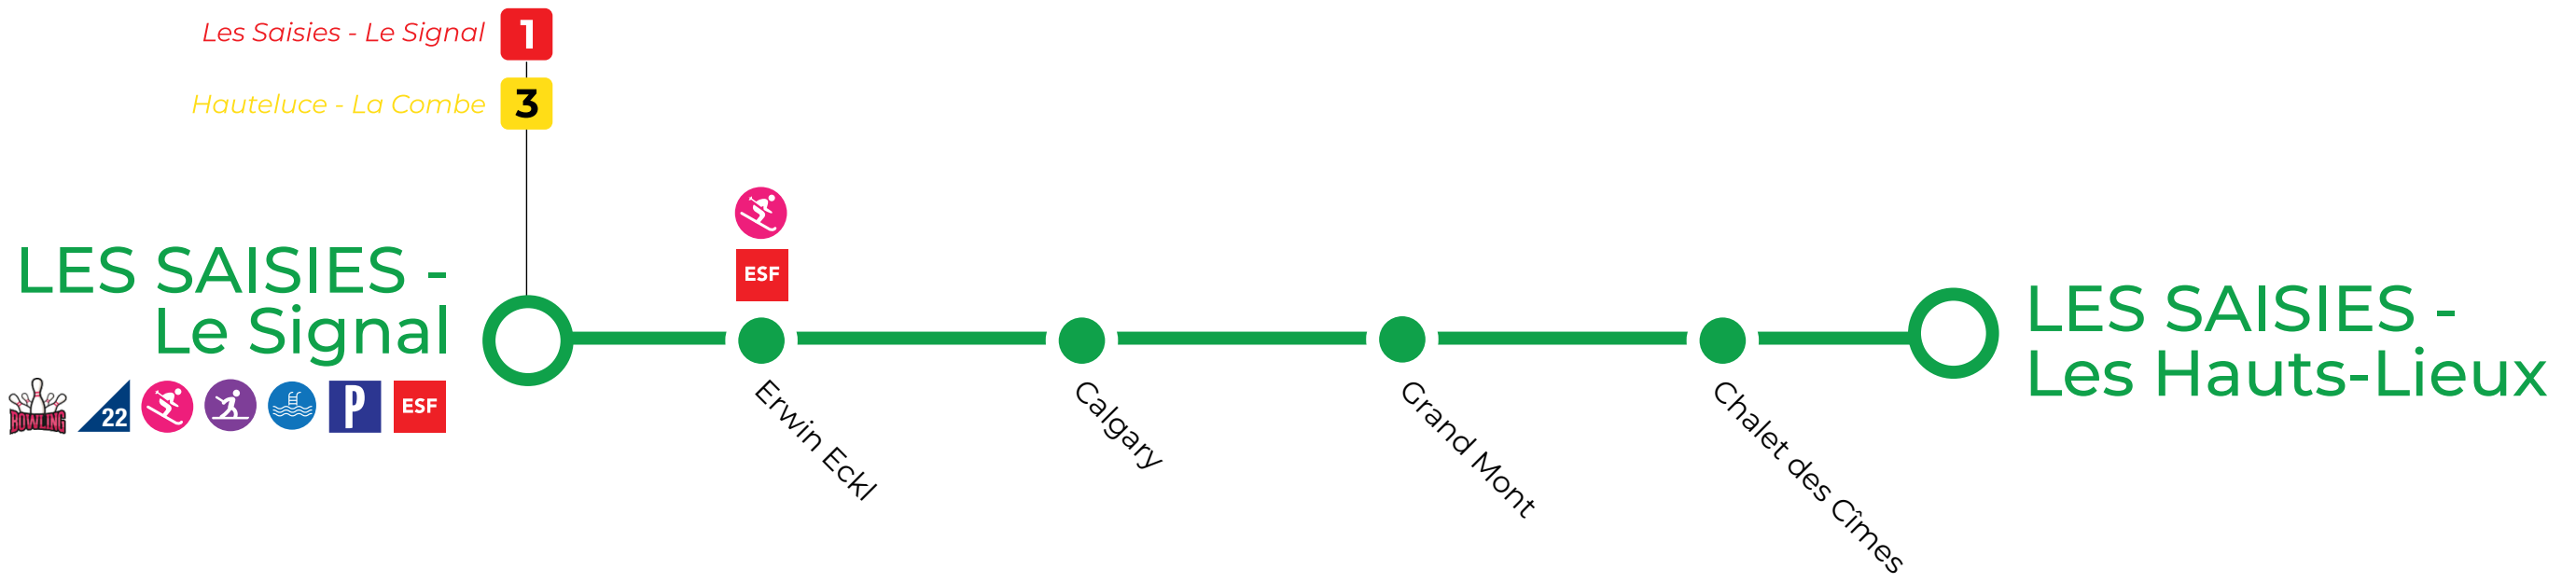 Les Saisies - Le Signal
1
Hauteluce - La Combe
3
ESF
LES SAISIES -
Le Signal
BOWLING
22
P
ESF
Erwin Eckl
Calgary
Grand Mont
Chalet des Cîmes
LES SAISIES -
Les Hauts-Lieux